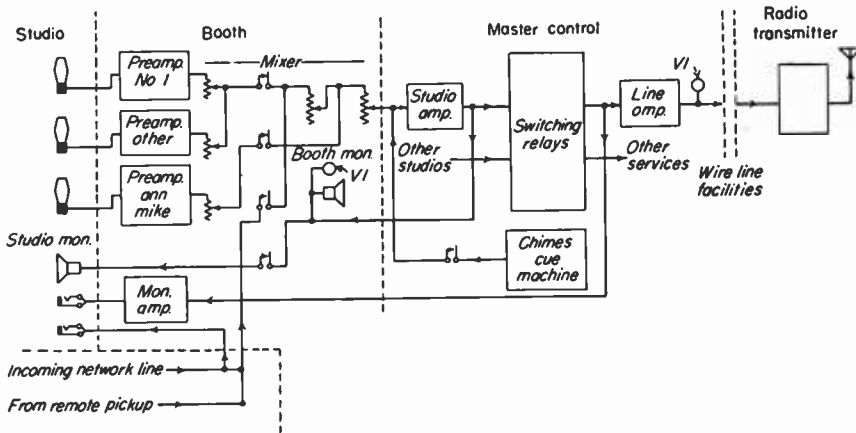 Studio
Booth
Master control
Radio
transmitter
Preamp.
No 1
Mixer
VI
Studio
amp.
Line
amp.
Preamp.
other
Switching
relays
Booth mon.
VI
Other
studios
Other
services
Wire line
facilities
Preamp.
ann
mike
Studio mon.
Chimes
cue
machine
Mon.
amp.
Incoming network line
From remote pickup